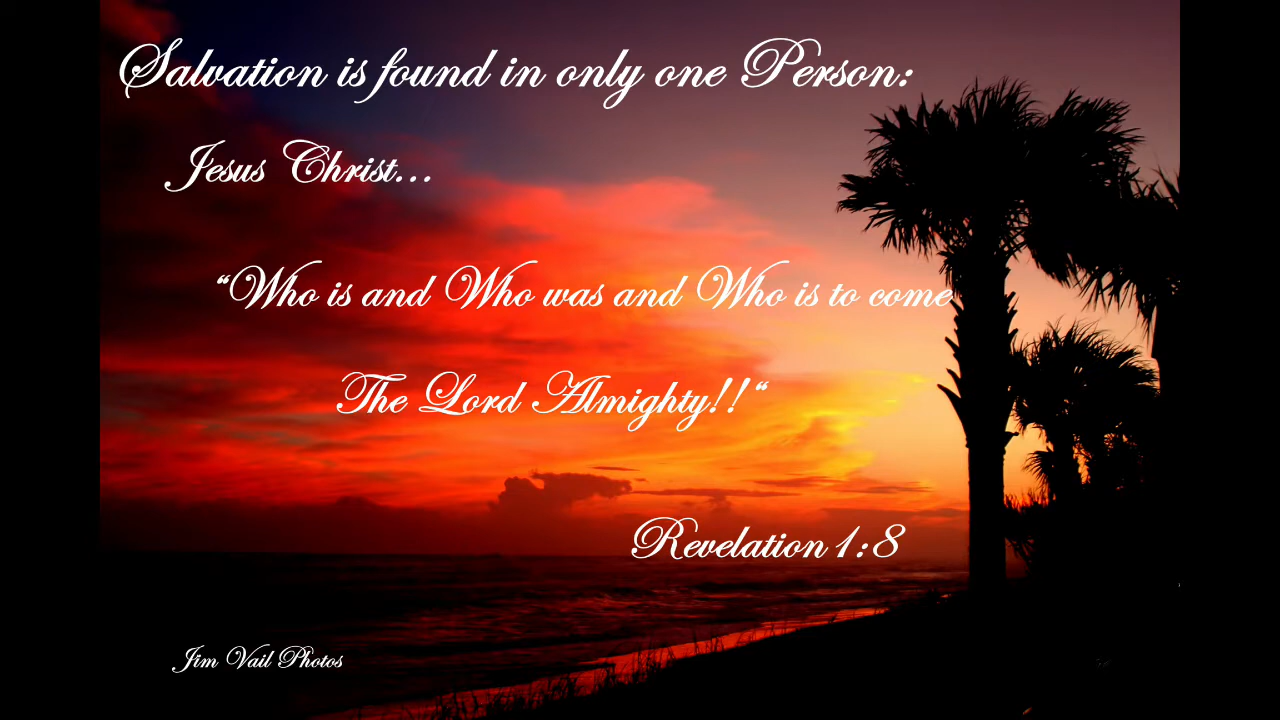 Salvation is found in only one Person:
Jesus Christ...
“Who is and Who was and Who is to come
The Lord Almighty!!“
Revelation 1:8
Jim Vail Photos